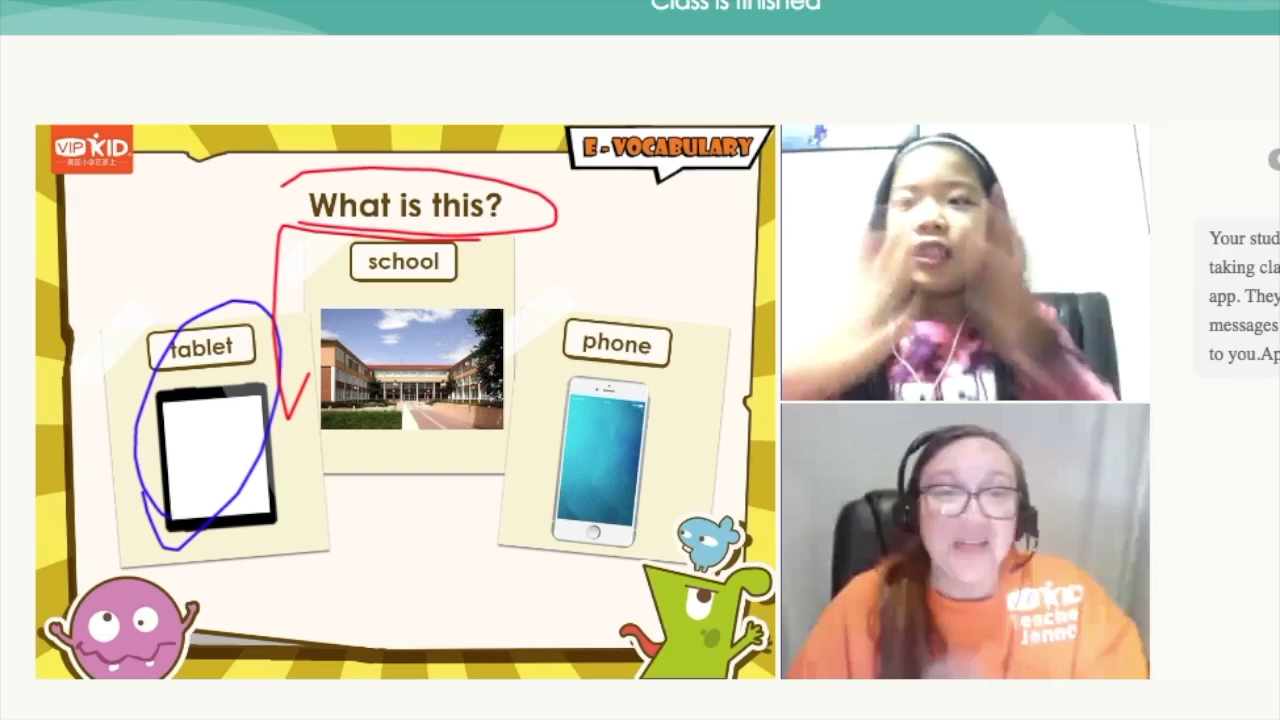 Class is finished
VIPKID
E - VOCABULARY
What is this?
school
tablet
phone
Your stud
taking cla
app. They
messages
to you.Ap
VIPKID